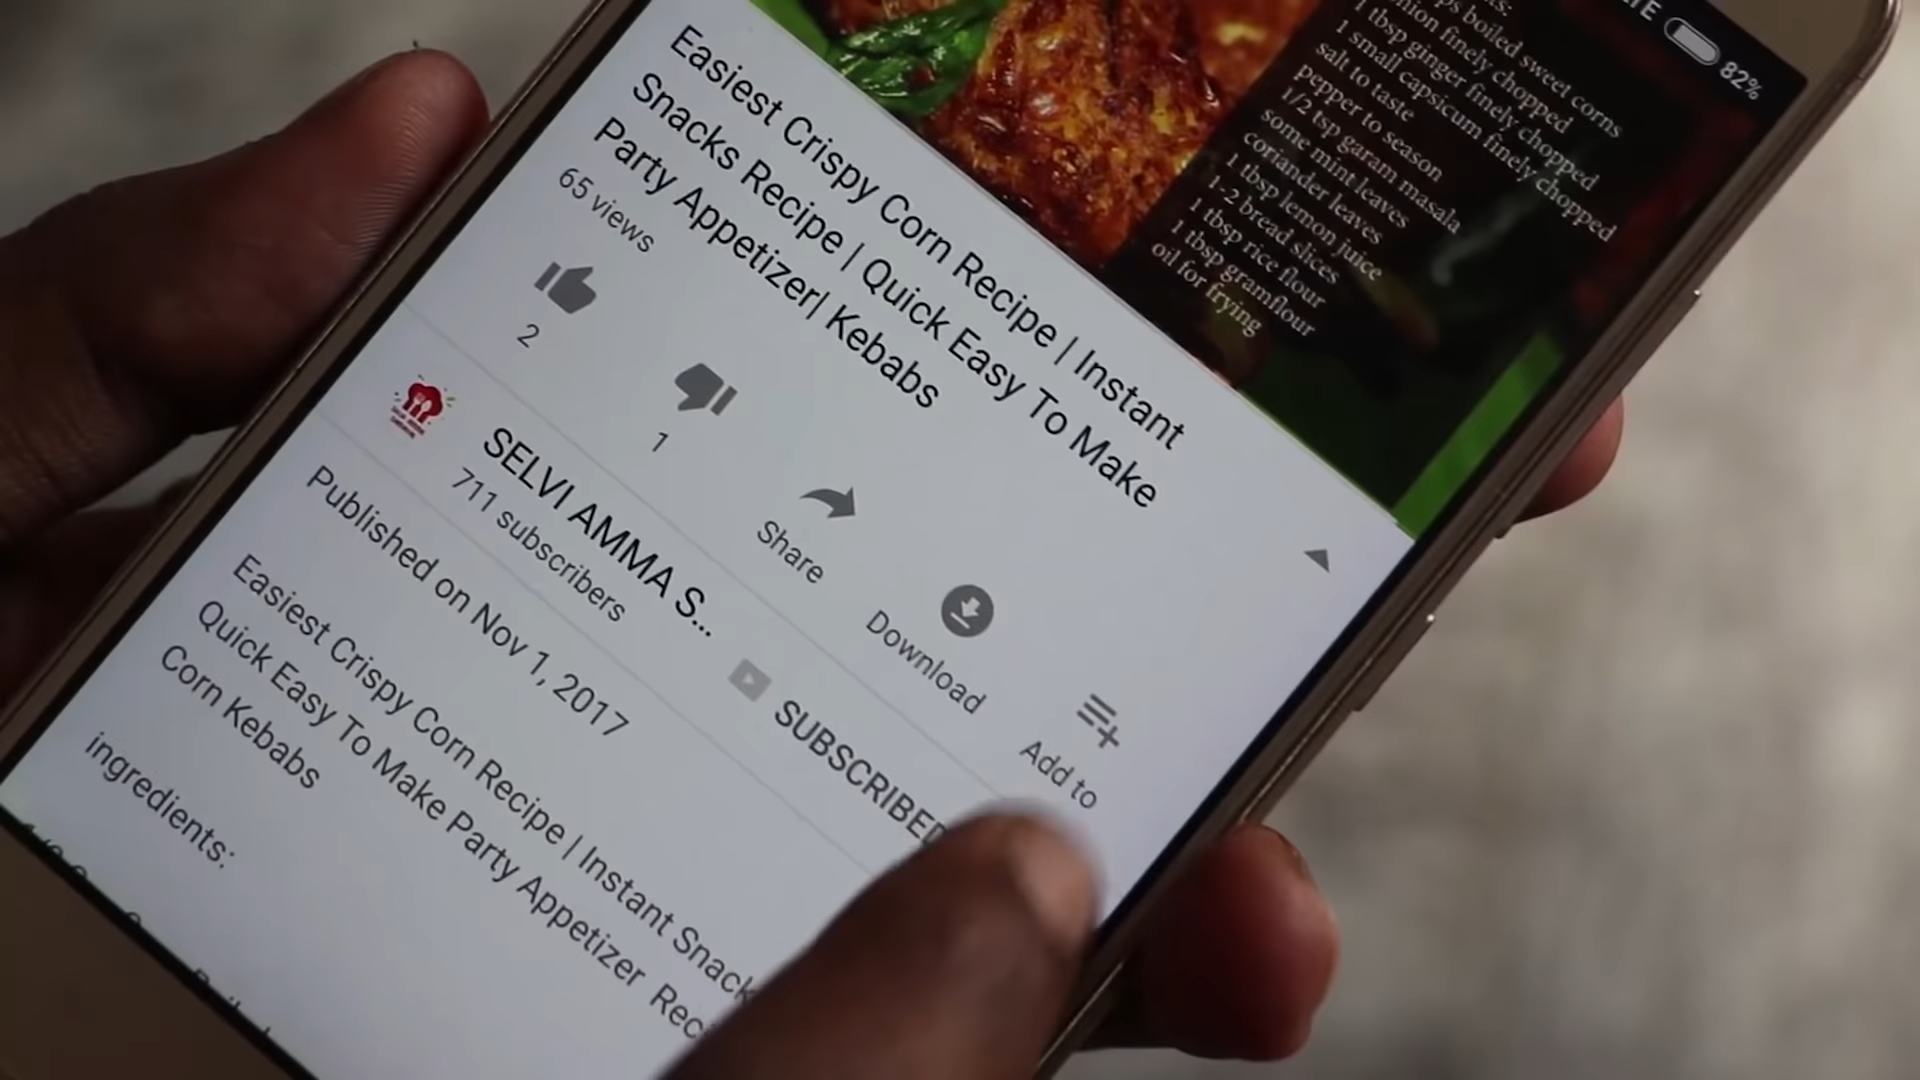 LTE 82%
boiled sweet corns
onion finely chopped
1 tbsp ginger finely chopped
1 small capsicum finely chopped
salt to taste
pepper to season
1/2 tsp garam masala
some mint leaves
coriander leaves
1 tbsp lemon juice
1-2 bread slices
1 tbsp rice flour
1 tbsp gramflour
oil for frying
Easiest Crispy Corn Recipe | Instant
Snacks Recipe | Quick Easy To Make
Party Appetizer| Kebabs
65 views
2
1
Share
Download
Add to
SELVI AMMA S...
711 subscribers
SUBSCRIBED
Published on Nov 1, 2017
Easiest Crispy Corn Recipe | Instant Snack
Quick Easy To Make Party Appetizer Reci
Corn Kebabs
ingredients: